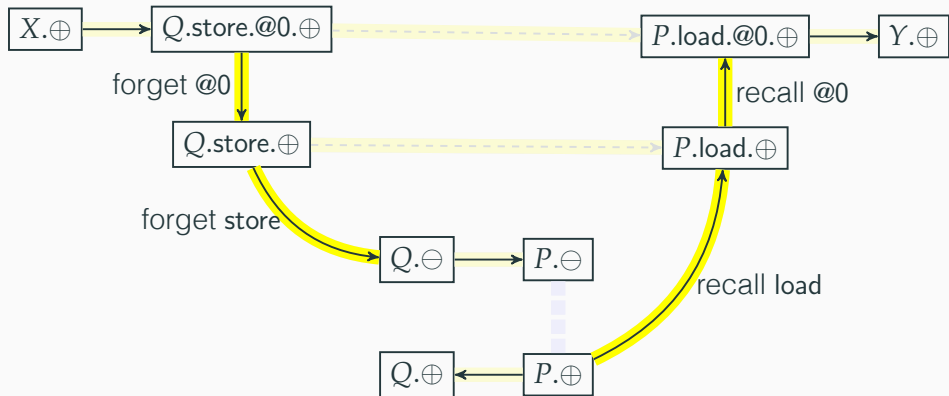 X.⊕ Q.store.@0.⊕ P.load.@0.⊕ Y.⊕
forget @0 recall @0
Q.store.⊕ P.load.⊕
forget store
Q.⊖ P.⊖
recall load
Q.⊕ P.⊕